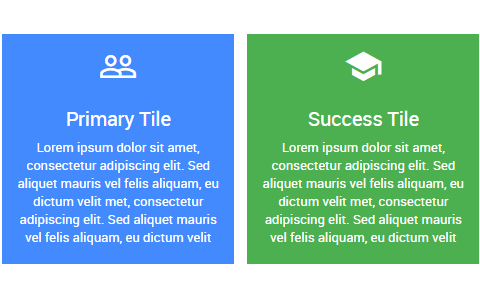 Primary Tile
Lorem ipsum dolor sit amet,
consectetur adipiscing elit. Sed
aliquet mauris vel felis aliquam, eu
dictum velit met, consectetur
adipiscing elit. Sed aliquet mauris
vel felis aliquam, eu dictum velit
Success Tile
Lorem ipsum dolor sit amet,
consectetur adipiscing elit. Sed
aliquet mauris vel felis aliquam, eu
dictum velit met, consectetur
adipiscing elit. Sed aliquet mauris
vel felis aliquam, eu dictum velit